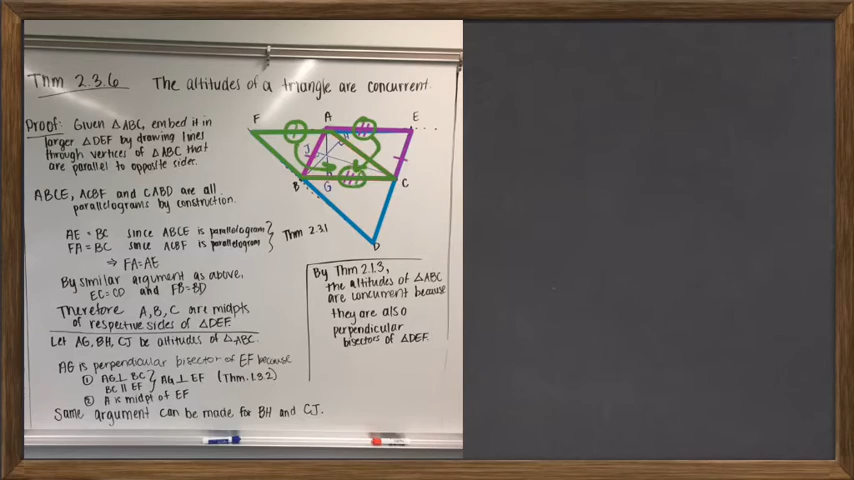 Thm 2.3.6 The altitudes of a triangle are concurrent.
Proof: Given △ABC, embed it in
larger △DEF by drawing lines
through vertices of △ABC that
are parallel to opposite sides.
ABCE, ACBF and CABD are all
parallelograms by construction.
AE = BC since ABCE is parallelogram
FA = BC since ACBF is parallelogram
Thm 2.3.1
⇒ FA=AE
By similar argument as above,
EC=CD and FB=BD
Therefore A, B, C are midpts
of respective sides of △DEF.
Let AG, BH, CJ be altitudes of △ABC.
AG is perpendicular bisector of EF because
① AG⊥BC
BC ∥ EF
AG ⊥ EF (Thm. 1.3.2)
② A is midpt of EF
Same argument can be made for BH and CJ.
F A E
J
B G C
D
By Thm 2.1.3,
the altitudes of △ABC
are concurrent because
they are also
perpendicular
bisectors of △DEF.